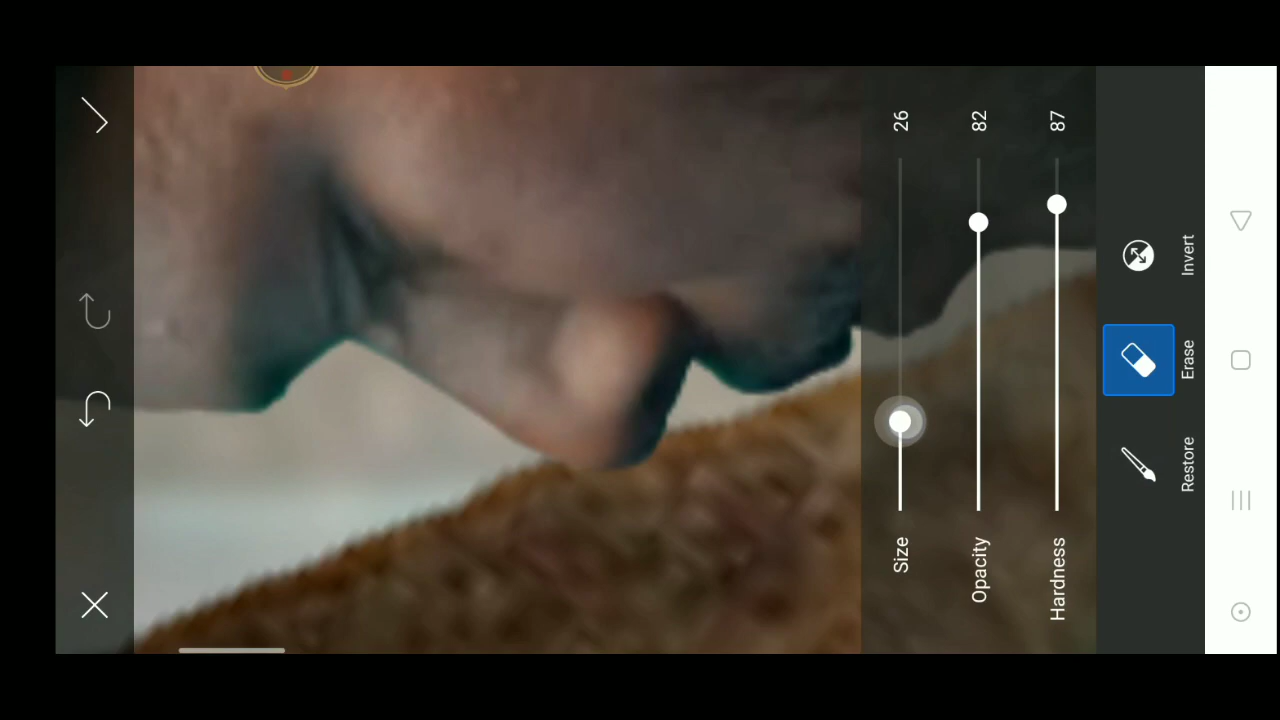 Size 26
Opacity 82
Hardness 87
Restore
Erase
Invert